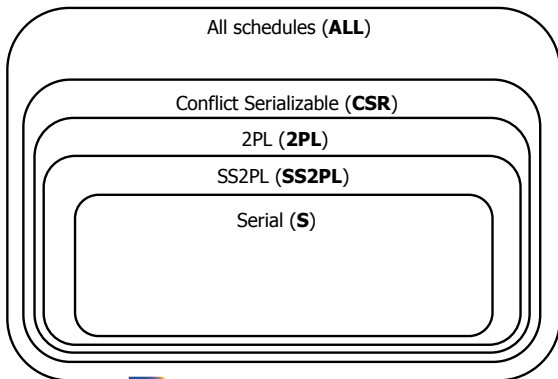 All schedules (ALL)
Conflict Serializable (CSR)
2PL (2PL)
SS2PL (SS2PL)
Serial (S)